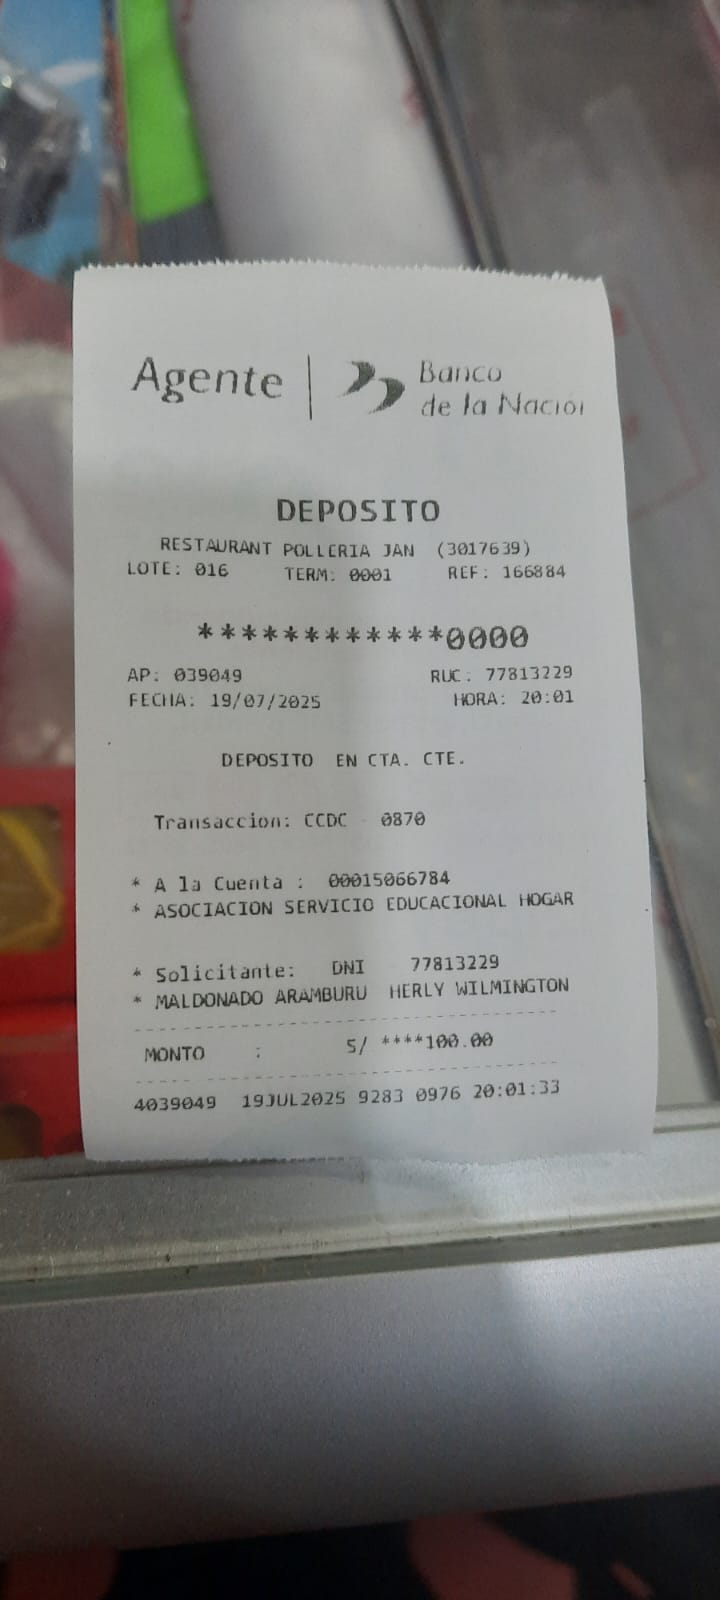 Agente | Banco
de la Nación
DEPOSITO
RESTAURANT POLLERIA JAN (3017639)
LOTE: 016 TERM: 0001 REF: 166884
************0000
AP: 039049 RUC: 77813229
FECHA: 19/07/2025 HORA: 20:01
DEPOSITO EN CTA. CTE.
Transaccion: CCDC - 0870
* A la Cuenta : 00015066784
* ASOCIACION SERVICIO EDUCACIONAL HOGAR
* Solicitante: DNI 77813229
* MALDONADO ARAMBURU HERLY WILMINGTON
MONTO : S/ ****100.00
4039049 19JUL2025 9283 0976 20:01:33